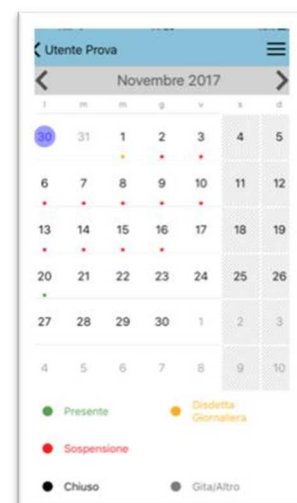 Utente Prova
Novembre 2017
l m m g v s d
30 31 1 2 3 4 5
6 7 8 9 10 11 12
13 14 15 16 17 18 19
20 21 22 23 24 25 26
27 28 29 30 1 2 3
4 5 6 7 8 9 10
Presente
Disdetta
Giornaliera
Sospensione
Chiuso
Gita/Altro